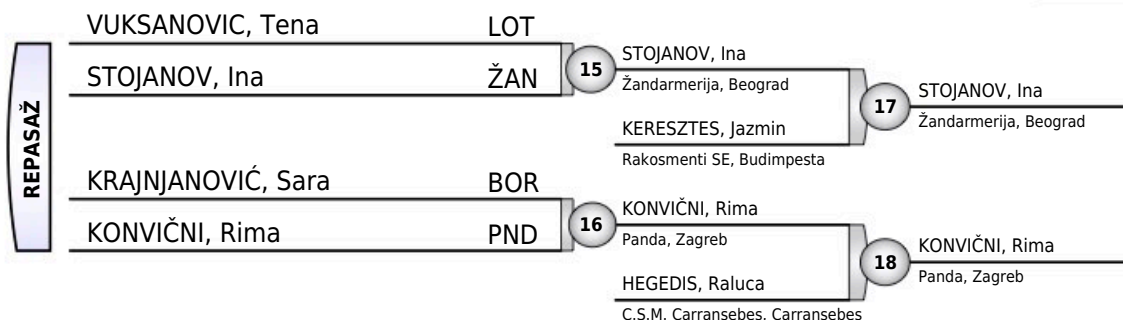 REPASAŽ
VUKSANOVIC, Tena LOT
STOJANOV, Ina ŽAN
15
STOJANOV, Ina
Žandarmerija, Beograd
KERESZTES, Jazmin
Rakosmenti SE, Budimpesta
17
STOJANOV, Ina
Žandarmerija, Beograd
KRAJNJANOVIĆ, Sara BOR
KONVIČNI, Rima PND
16
KONVIČNI, Rima
Panda, Zagreb
HEGEDIS, Raluca
C.S.M. Carransebes, Carransebes
18
KONVIČNI, Rima
Panda, Zagreb